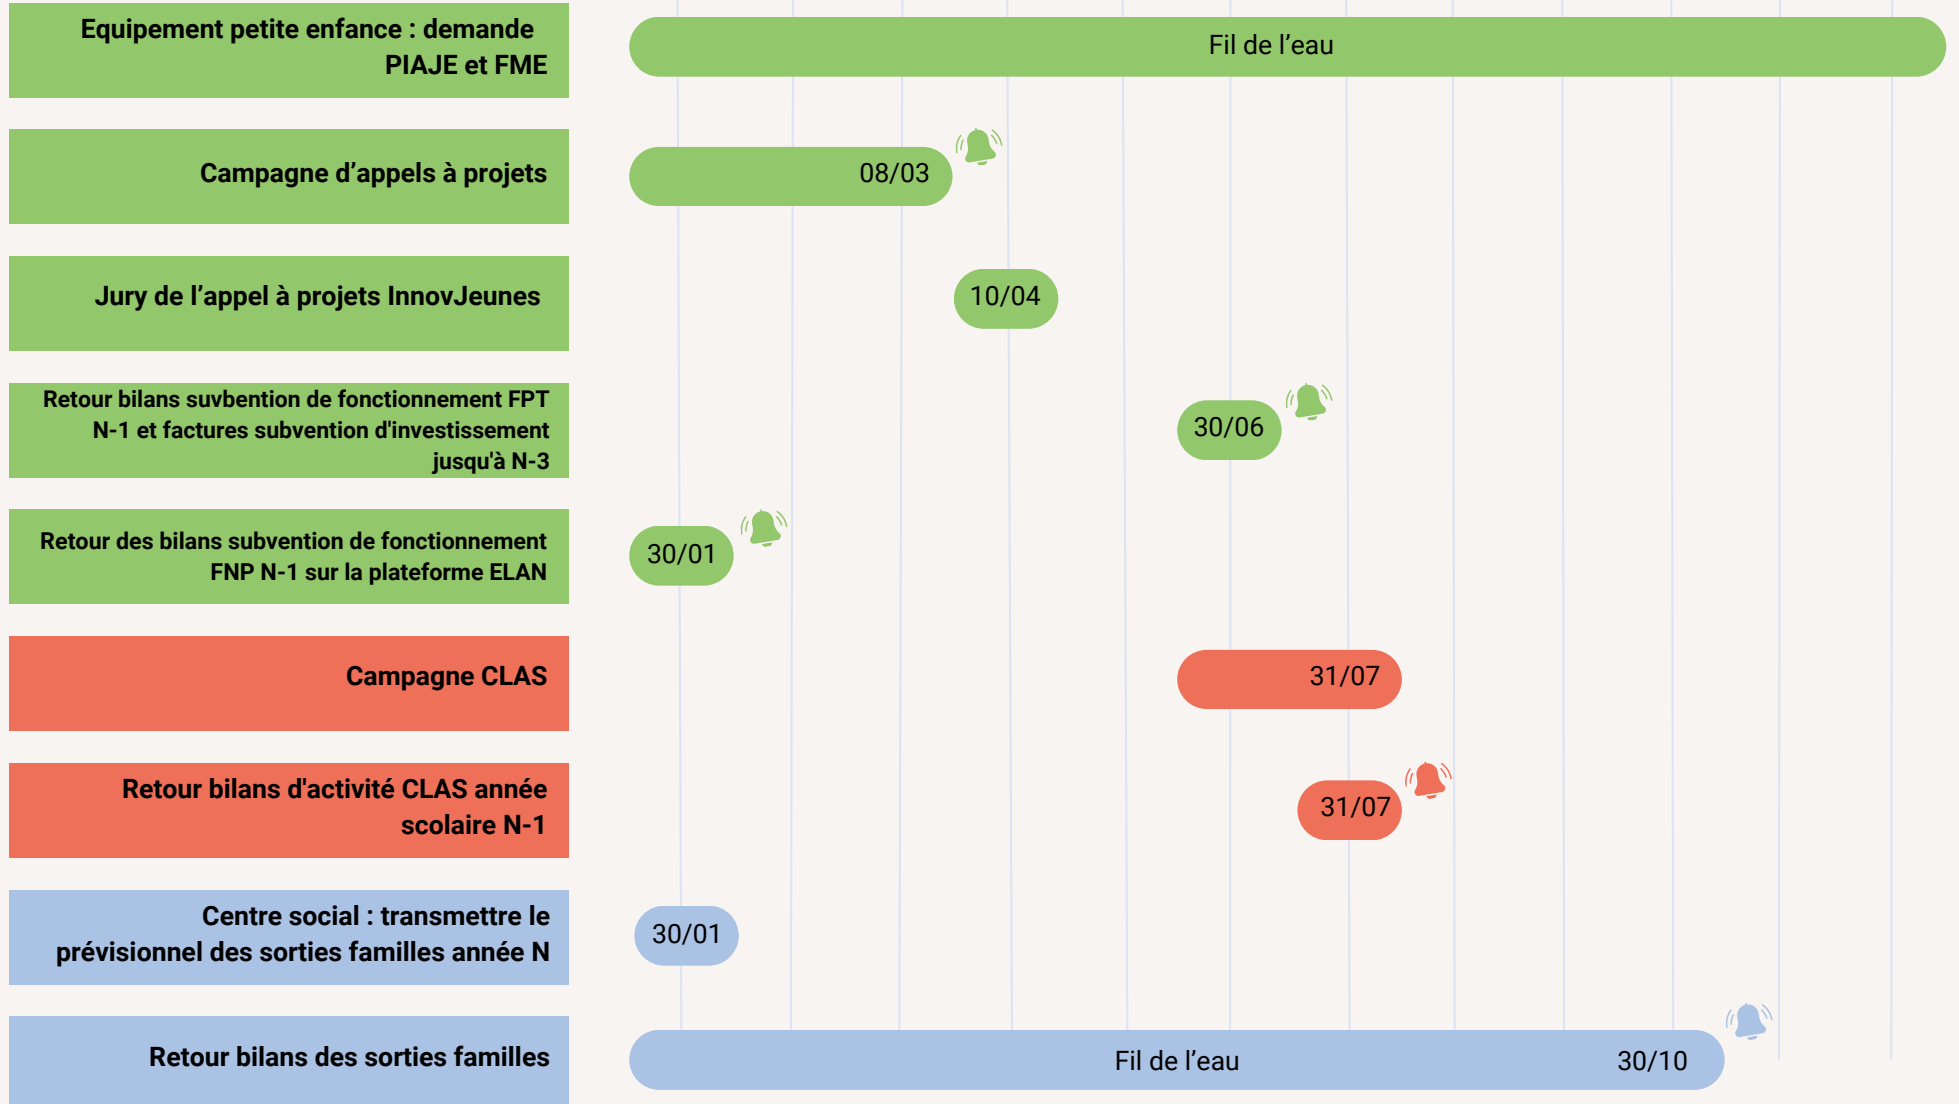 Equipement petite enfance : demande
PIAJE et FME
Fil de l’eau
Campagne d’appels à projets
08/03
Jury de l’appel à projets InnovJeunes
10/04
Retour bilans suvbention de fonctionnement FPT
N-1 et factures subvention d'investissement
jusqu'à N-3
30/06
Retour des bilans subvention de fonctionnement
FNP N-1 sur la plateforme ELAN
30/01
Campagne CLAS
31/07
Retour bilans d'activité CLAS année
scolaire N-1
31/07
Centre social : transmettre le
prévisionnel des sorties familles année N
30/01
Retour bilans des sorties familles
Fil de l’eau
30/10